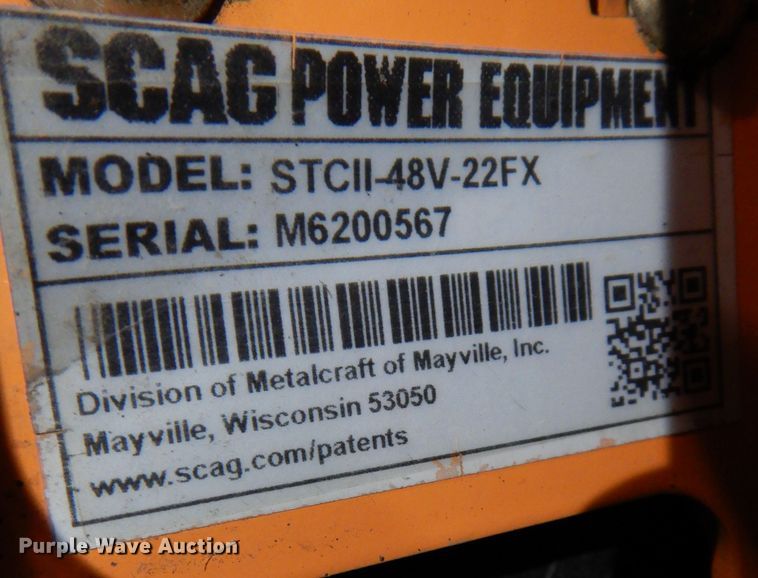 SCAG POWER EQUIPMENT
MODEL: STCII-48V-22FX
SERIAL: M6200567
Division of Metalcraft of Mayville, Inc.
Mayville, Wisconsin 53050
www.scag.com/patents
Purple Wave Auction